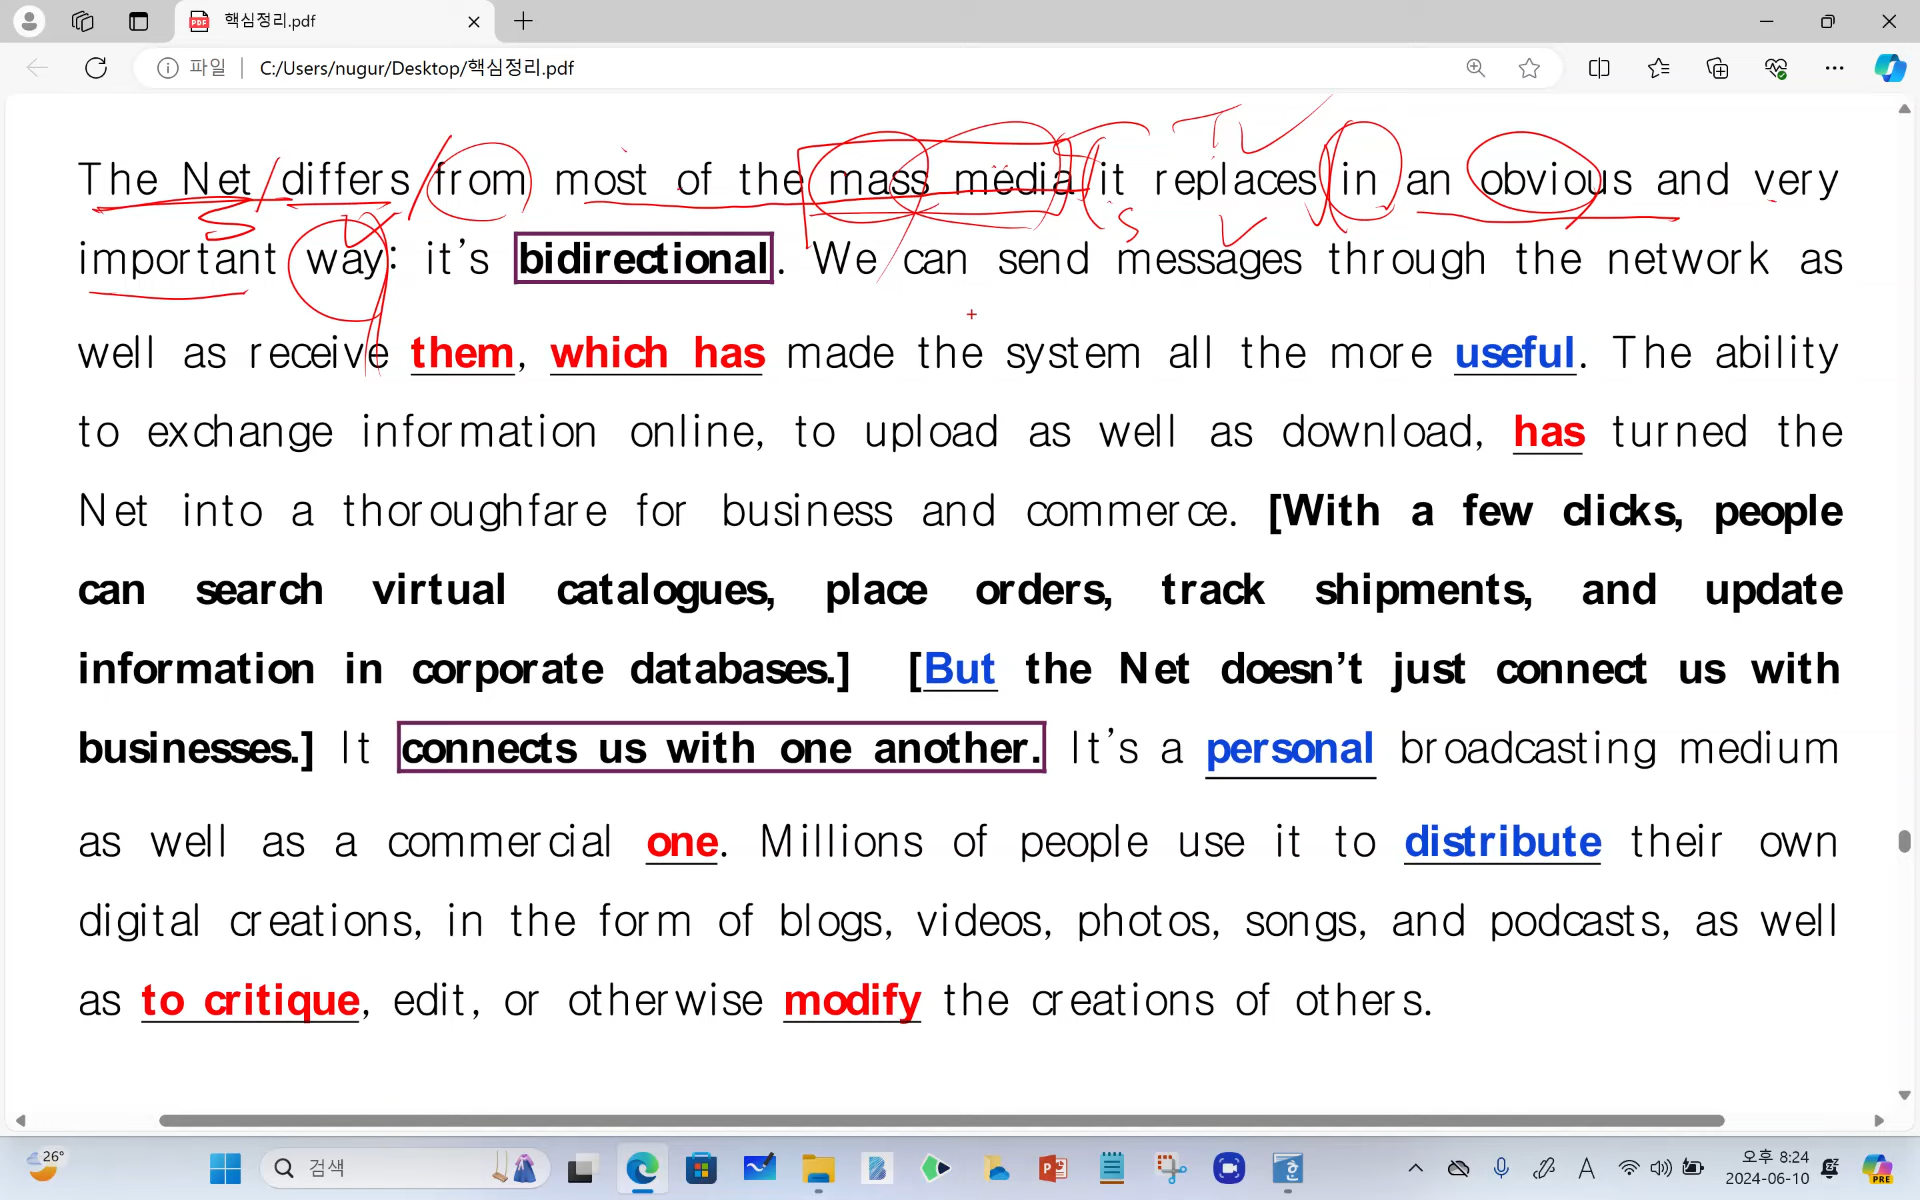 핵심정리.pdf
파일 | C:/Users/nugur/Desktop/핵심정리.pdf
TV
The Net differs from most of the mass media it replaces in an obvious and very
S V S V
important way: it's bidirectional. We can send messages through the network as
well as receive them, which has made the system all the more useful. The ability
to exchange information online, to upload as well as download, has turned the
Net into a thoroughfare for business and commerce. [With a few clicks, people
can search virtual catalogues, place orders, track shipments, and update
information in corporate databases.] [But the Net doesn't just connect us with
businesses.] It connects us with one another. It's a personal broadcasting medium
as well as a commercial one. Millions of people use it to distribute their own
digital creations, in the form of blogs, videos, photos, songs, and podcasts, as well
as to critique, edit, or otherwise modify the creations of others.
26°
검색
A
오후 8:24
2024-06-10
PRE